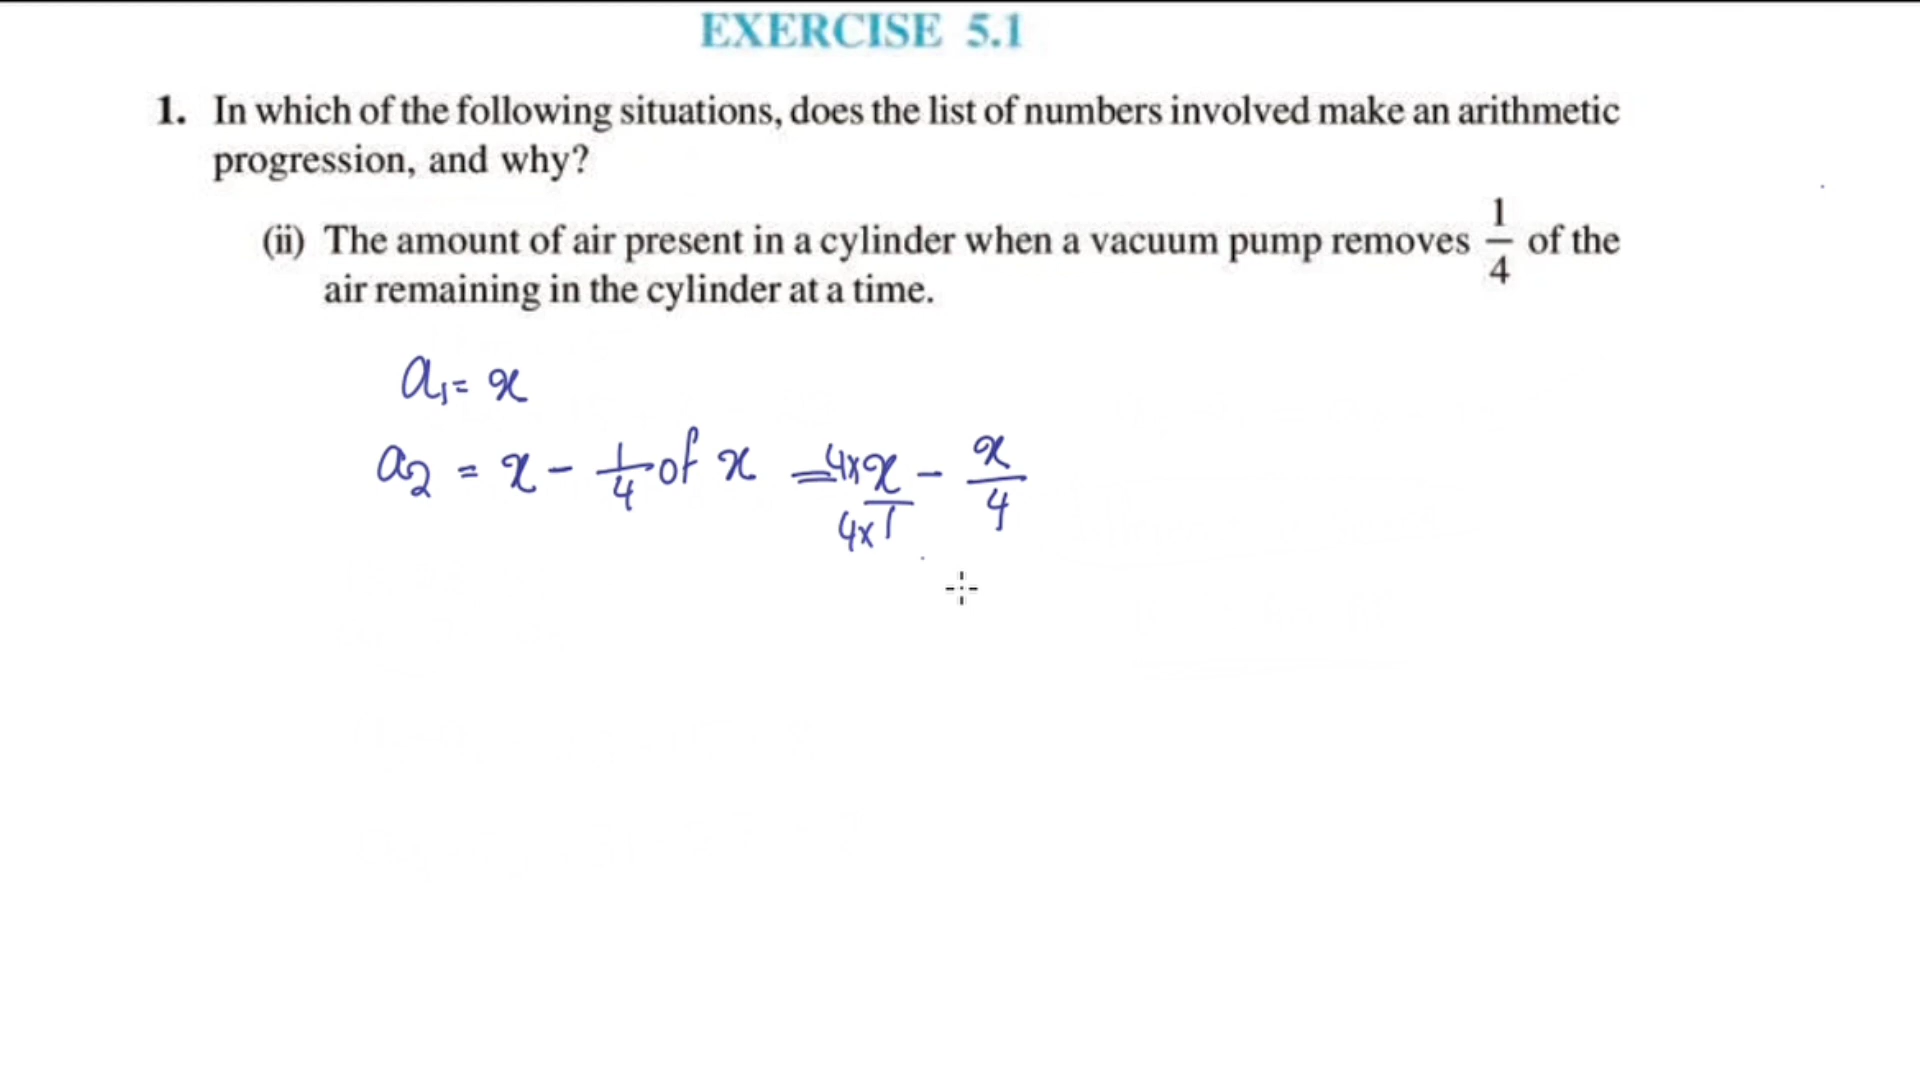 EXERCISE 5.1
1. In which of the following situations, does the list of numbers involved make an arithmetic
progression, and why?
(ii) The amount of air present in a cylinder when a vacuum pump removes 1/4 of the
air remaining in the cylinder at a time.
a₁ = x
a₂ = x - 1/4 of x = 4×x/4×1 - x/4